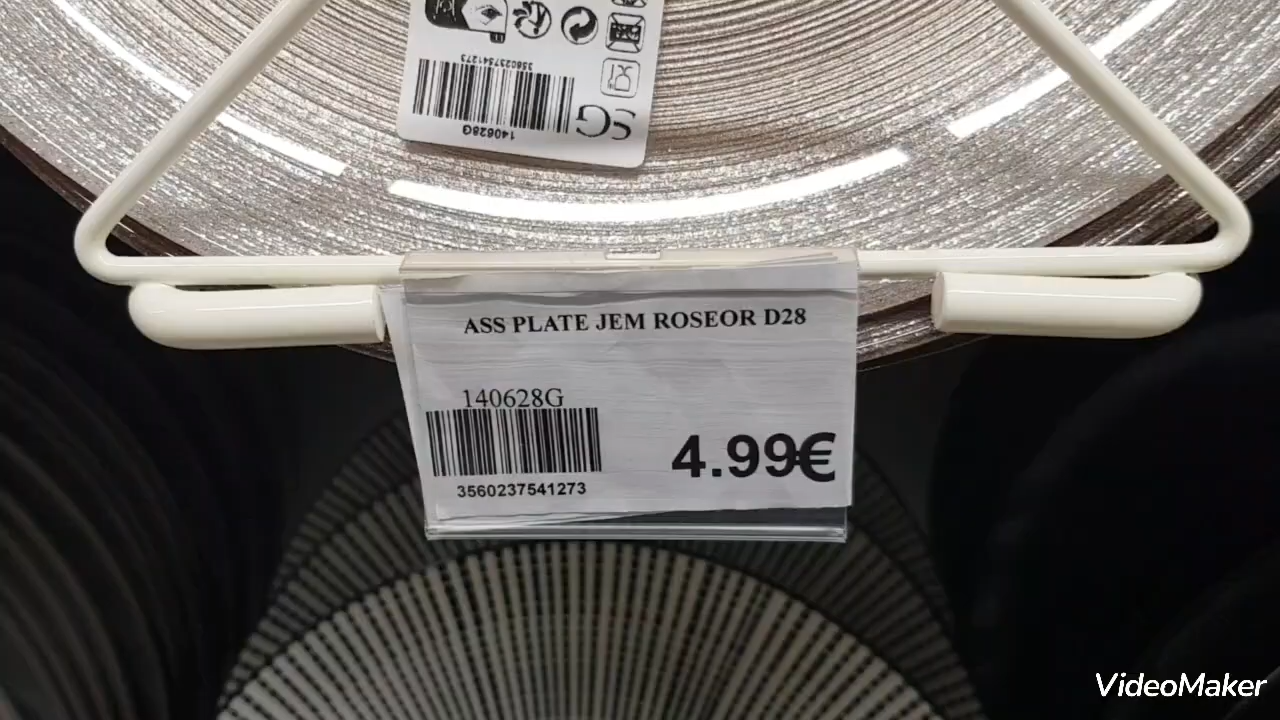 3560237541273
140628G
SG
ASS PLATE JEM ROSEOR D28
140628G
4.99€
3560237541273
VideoMaker